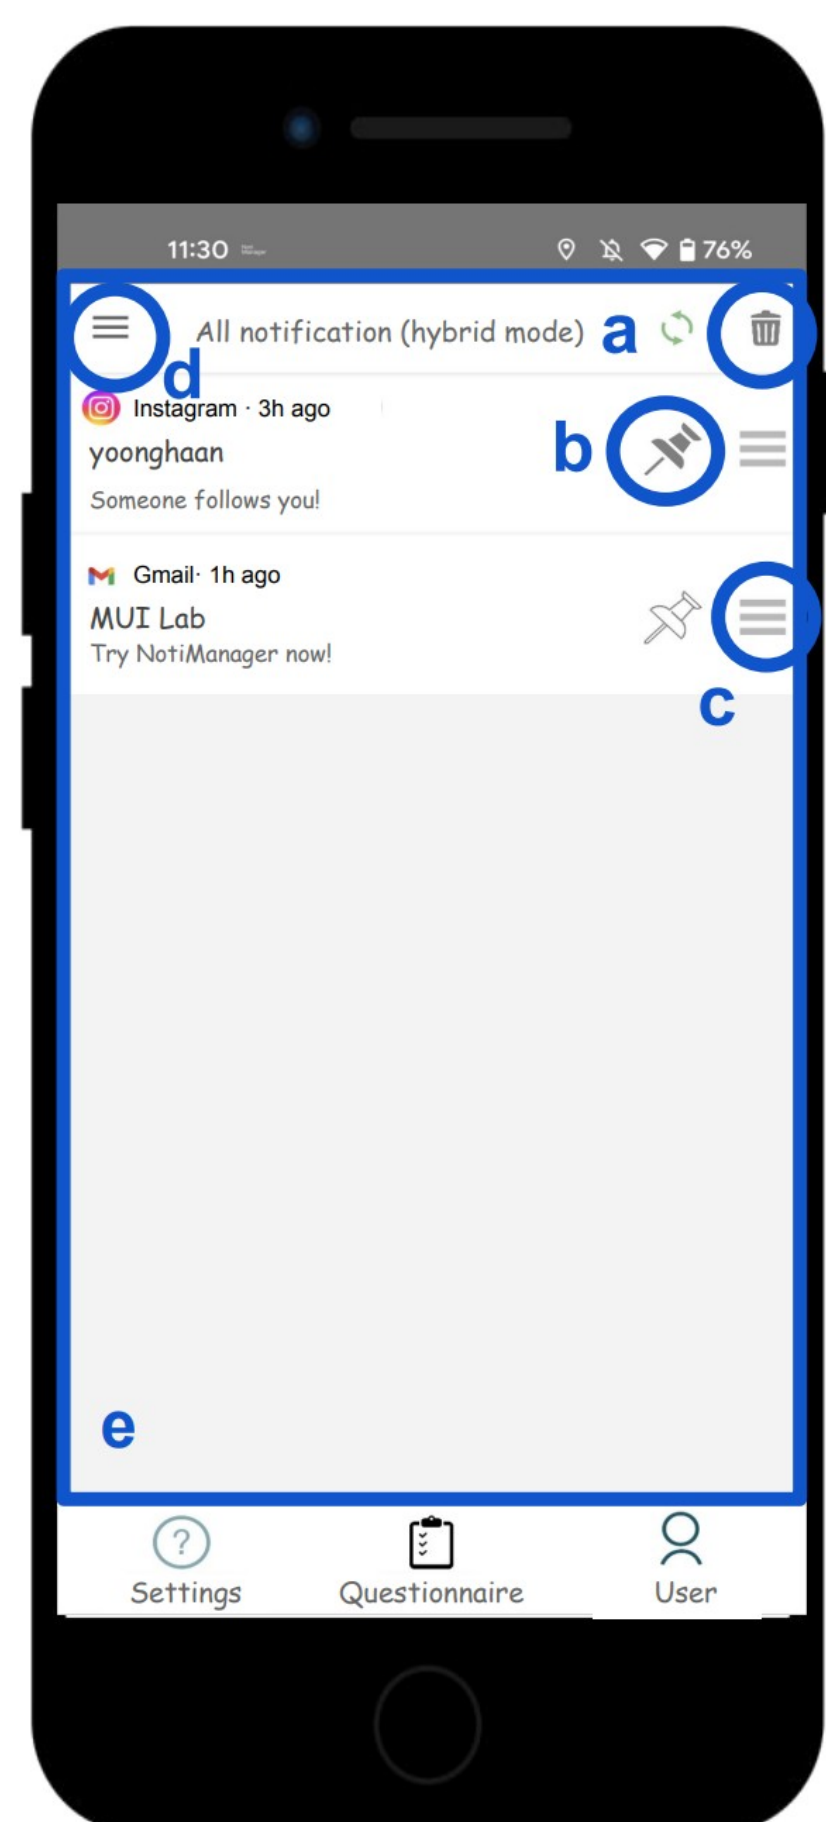 11:30 76%
All notification (hybrid mode) a
d
Instagram · 3h ago
yoonghaan
b
Someone follows you!
Gmail· 1h ago
MUI Lab
Try NotiManager now!
c
e
Settings Questionnaire User